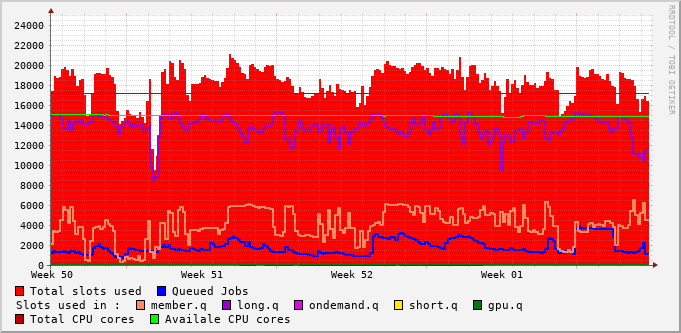 24000
22000
20000
18000
16000
14000
12000
10000
8000
6000
4000
2000
0
Week 50 Week 51 Week 52 Week 01
Total slots used Queued Jobs
Slots used in : member.q long.q ondemand.q short.q gpu.q
Total CPU cores Availale CPU cores
RRDTOOL / TOBI OETIKER